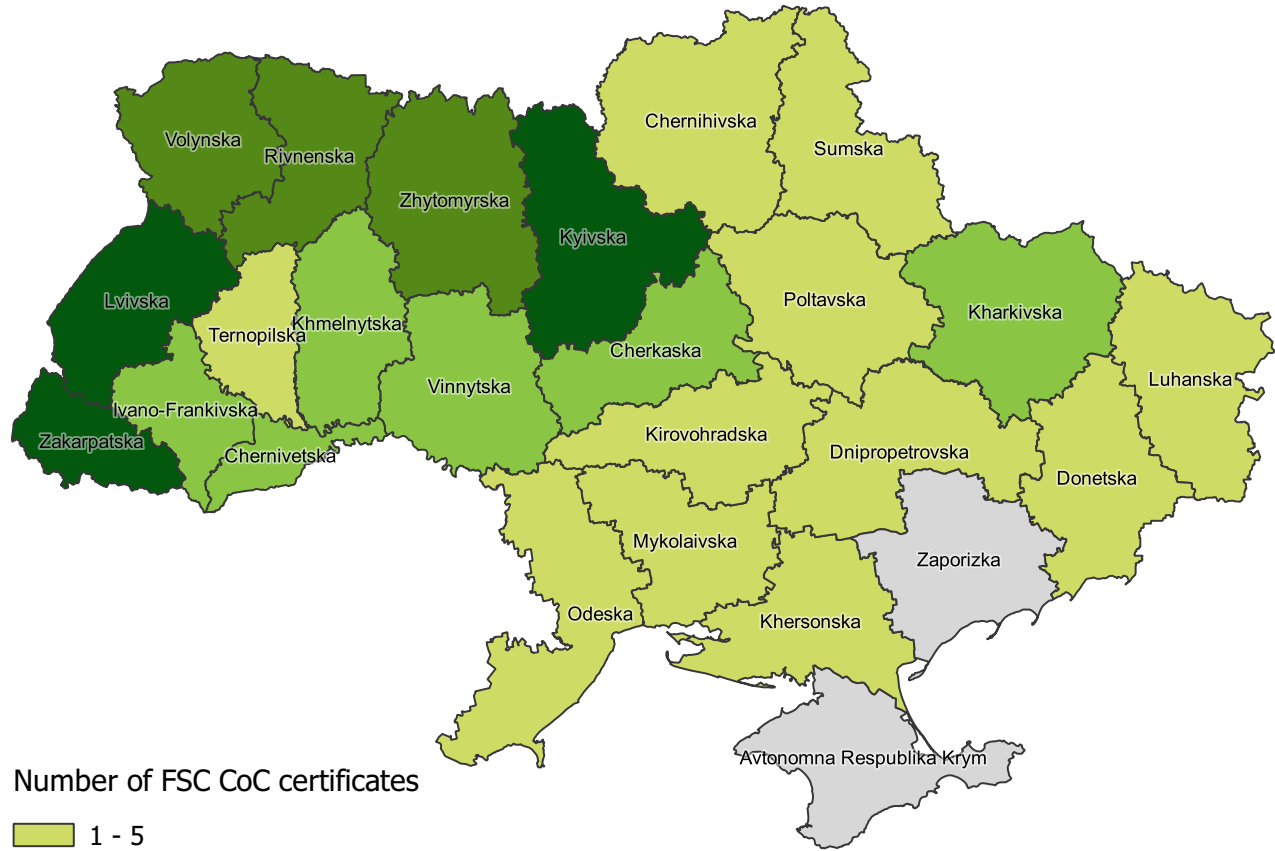 Chernihivska
Sumska
Volynska
Rivnenska
Zhytomyrska
Kyivska
Lvivska
Ternopilska
Khmelnytska
Poltavska
Kharkivska
Cherkaska
Vinnytska
Luhanska
Ivano-Frankivska
Zakarpatska
Chernivetska
Kirovohradska
Dnipropetrovska
Donetska
Mykolaivska
Zaporizka
Odeska
Khersonska
Avtonomna Respublika Krym
Number of FSC CoC certificates
1 - 5